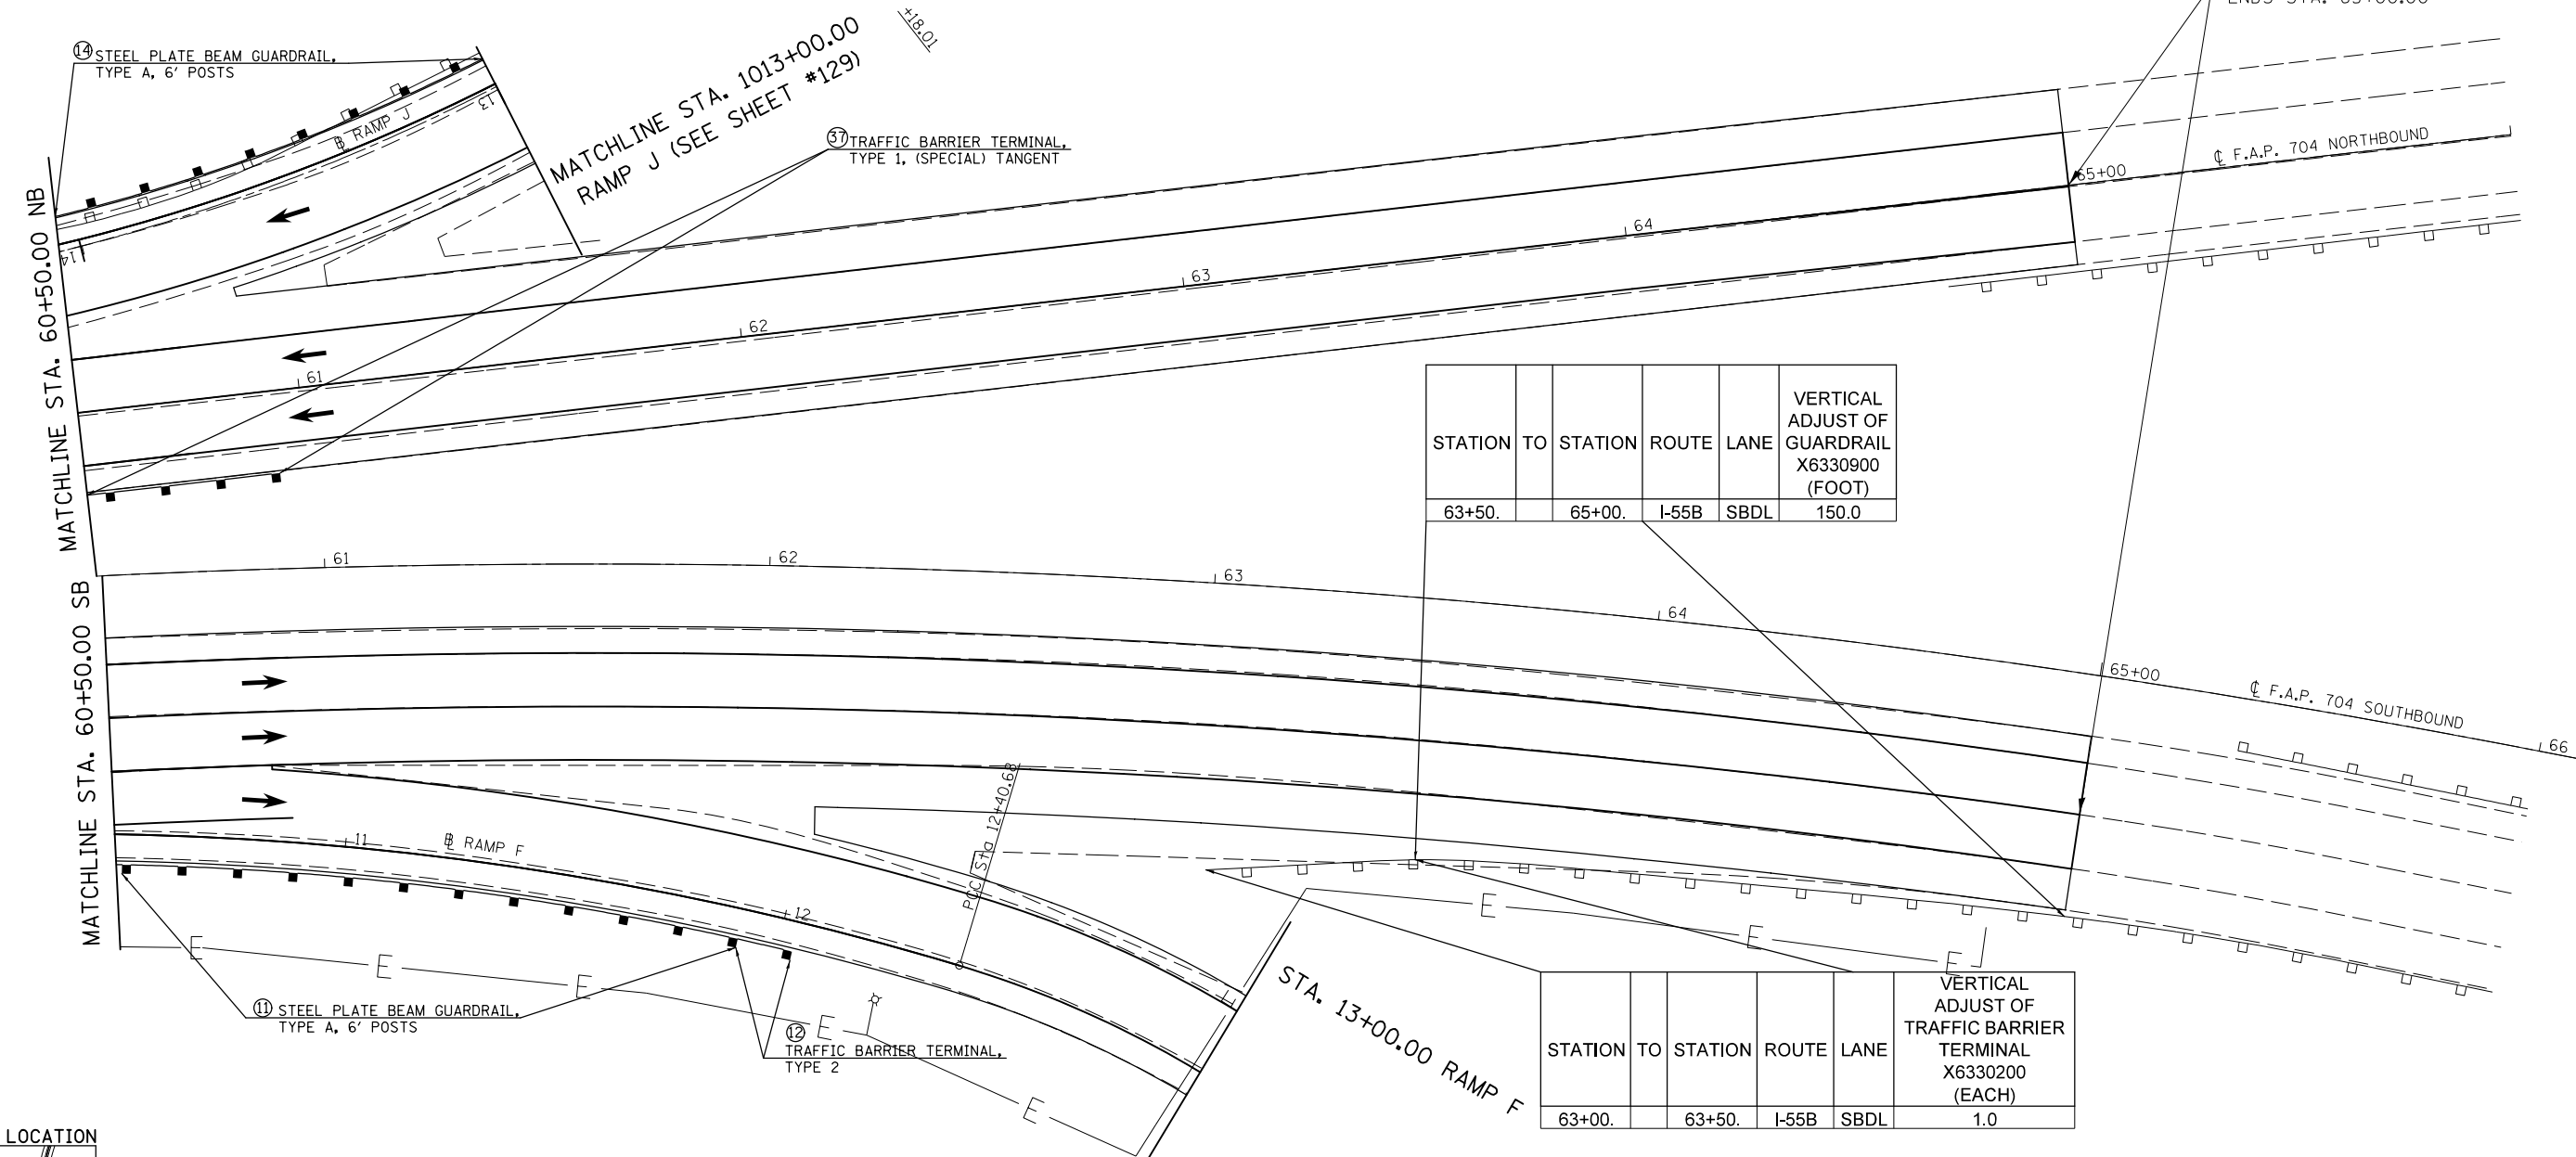 +18.01
14 STEEL PLATE BEAM GUARDRAIL,
TYPE A, 6' POSTS
MATCHLINE STA. 1013+00.00
RAMP J (SEE SHEET #129)
37 TRAFFIC BARRIER TERMINAL,
TYPE 1, (SPECIAL) TANGENT
℄ F.A.P. 704 NORTHBOUND
65+00
64
63
62
61
RAMP J
13
14
MATCHLINE STA. 60+50.00 NB
STATION TO STATION ROUTE LANE VERTICAL
ADJUST OF
GUARDRAIL
X6330900
(FOOT)
63+50. 65+00. I-55B SBDL 150.0
61
62
63
64
65+00
℄ F.A.P. 704 SOUTHBOUND
66
MATCHLINE STA. 60+50.00 SB
11
RAMP F
12
PCC Sta 12+40.68
E
E
E
E
E
E
E
E
11 STEEL PLATE BEAM GUARDRAIL,
TYPE A, 6' POSTS
12
TRAFFIC BARRIER TERMINAL,
TYPE 2
STA. 13+00.00 RAMP F
STATION TO STATION ROUTE LANE VERTICAL
ADJUST OF
TRAFFIC BARRIER
TERMINAL
X6330200
(EACH)
63+00. 63+50. I-55B SBDL 1.0
LOCATION